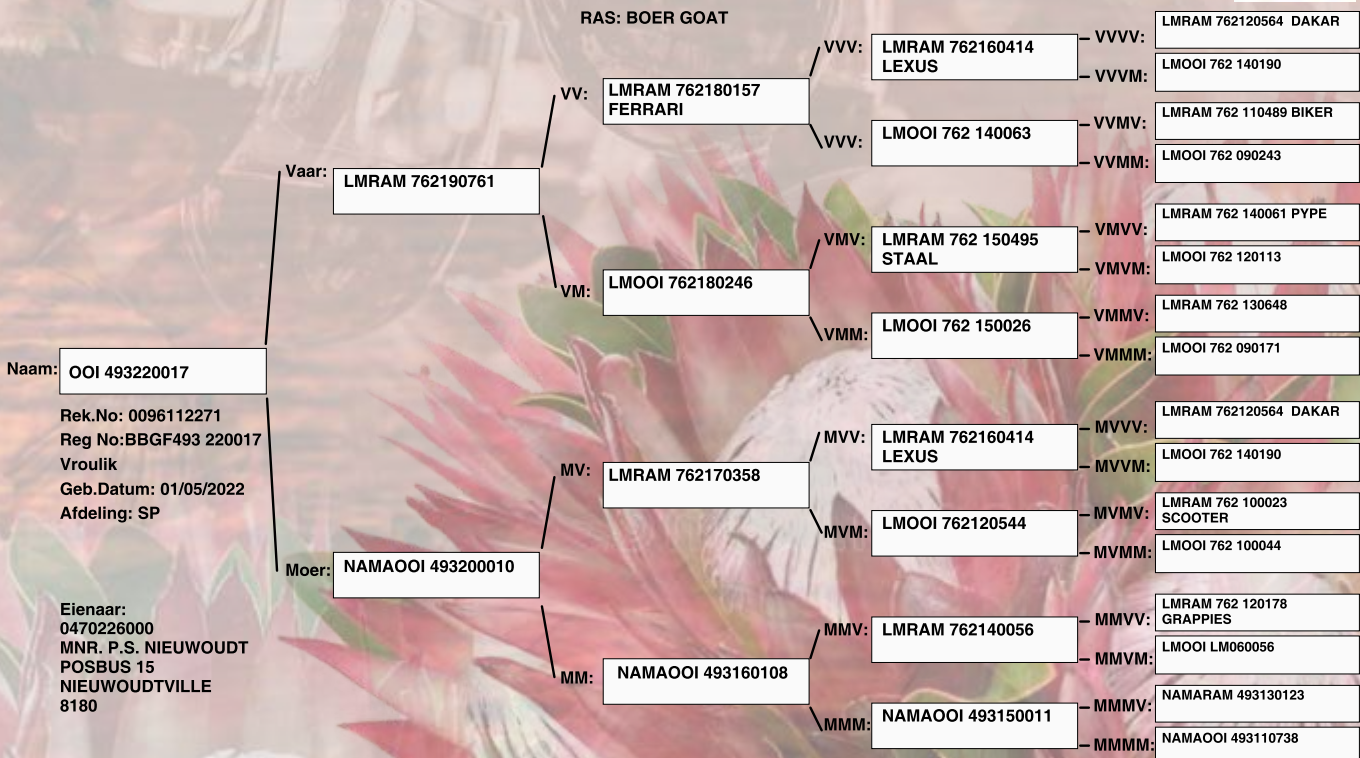 RAS: BOER GOAT
Naam:
OOI 493220017
Rek.No: 0096112271
Reg No:BBGF493 220017
Vroulik
Geb.Datum: 01/05/2022
Afdeling: SP
Eienaar:
0470226000
MNR. P.S. NIEUWOUDT
POSBUS 15
NIEUWOUDTVILLE
8180
Vaar:
LMRAM 762190761
Moer:
NAMAOOI 493200010
VV:
LMRAM 762180157
FERRARI
VM:
LMOOI 762180246
MV:
LMRAM 762170358
MM:
NAMAOOI 493160108
VVV:
LMRAM 762160414
LEXUS
VVV:
LMOOI 762 140063
VMV:
LMRAM 762 150495
STAAL
VMM:
LMOOI 762 150026
MVV:
LMRAM 762160414
LEXUS
MVM:
LMOOI 762120544
MMV:
LMRAM 762140056
MMM:
NAMAOOI 493150011
VVVV:
LMRAM 762120564  DAKAR
VVVM:
LMOOI 762 140190
VVMV:
LMRAM 762 110489 BIKER
VVMM:
LMOOI 762 090243
VMVV:
LMRAM 762 140061 PYPE
VMVM:
LMOOI 762 120113
VMMV:
LMRAM 762 130648
VMMM:
LMOOI 762 090171
MVVV:
LMRAM 762120564  DAKAR
MVVM:
LMOOI 762 140190
MVMV:
LMRAM 762 100023
SCOOTER
MVMM:
LMOOI 762 100044
MMVV:
LMRAM 762 120178
GRAPPIES
MMVM:
LMOOI LM060056
MMMV:
NAMARAM 493130123
MMMM:
NAMAOOI 493110738